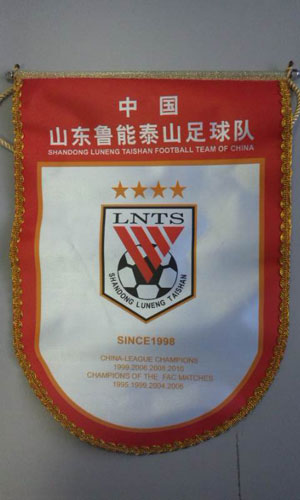 中国
山东鲁能泰山足球队
SHANDONG LUNENG TAISHAN FOOTBALL TEAM OF CHINA
LNTS
SHANDONG LUNENG TAISHAN
SINCE1998
CHINA-LEAGUE CHAMPIONS
1999.2006.2008.2010
CHAMPIONS OF THE FAC MATCHES
1995.1999.2004.2006